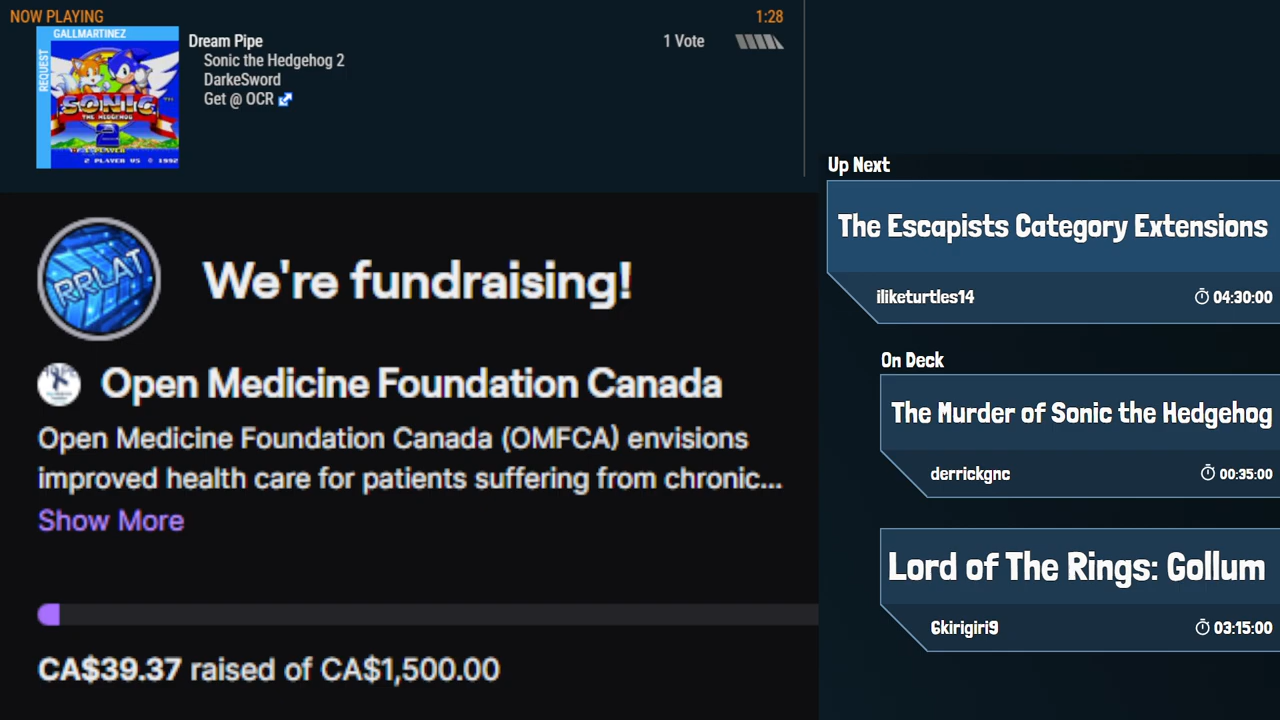 NOW PLAYING
1:28
GALLMARTINEZ
REQUEST
SONIC
THE HEDGEHOG
2
2 PLAYER VS © 1992
Dream Pipe
1 Vote
Sonic the Hedgehog 2
DarkeSword
Get @ OCR
RRLAT
We're fundraising!
Open Medicine Foundation Canada
Open Medicine Foundation Canada (OMFCA) envisions
improved health care for patients suffering from chronic...
Show More
CA$39.37 raised of CA$1,500.00
Up Next
The Escapists Category Extensions
iliketurtles14
04:30:00
On Deck
The Murder of Sonic the Hedgehog
derrickgnc
00:35:00
Lord of The Rings: Gollum
6kirigiri9
03:15:00